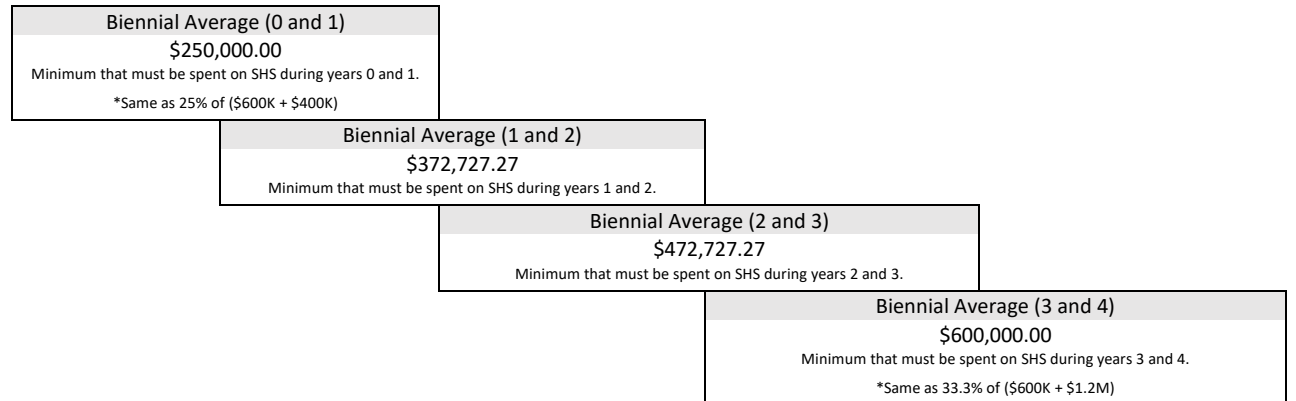 Biennial Average (0 and 1)
$250,000.00
Minimum that must be spent on SHS during years 0 and 1.
*Same as 25% of ($600K + $400K)
Biennial Average (1 and 2)
$372,727.27
Minimum that must be spent on SHS during years 1 and 2.
Biennial Average (2 and 3)
$472,727.27
Minimum that must be spent on SHS during years 2 and 3.
Biennial Average (3 and 4)
$600,000.00
Minimum that must be spent on SHS during years 3 and 4.
*Same as 33.3% of ($600K + $1.2M)